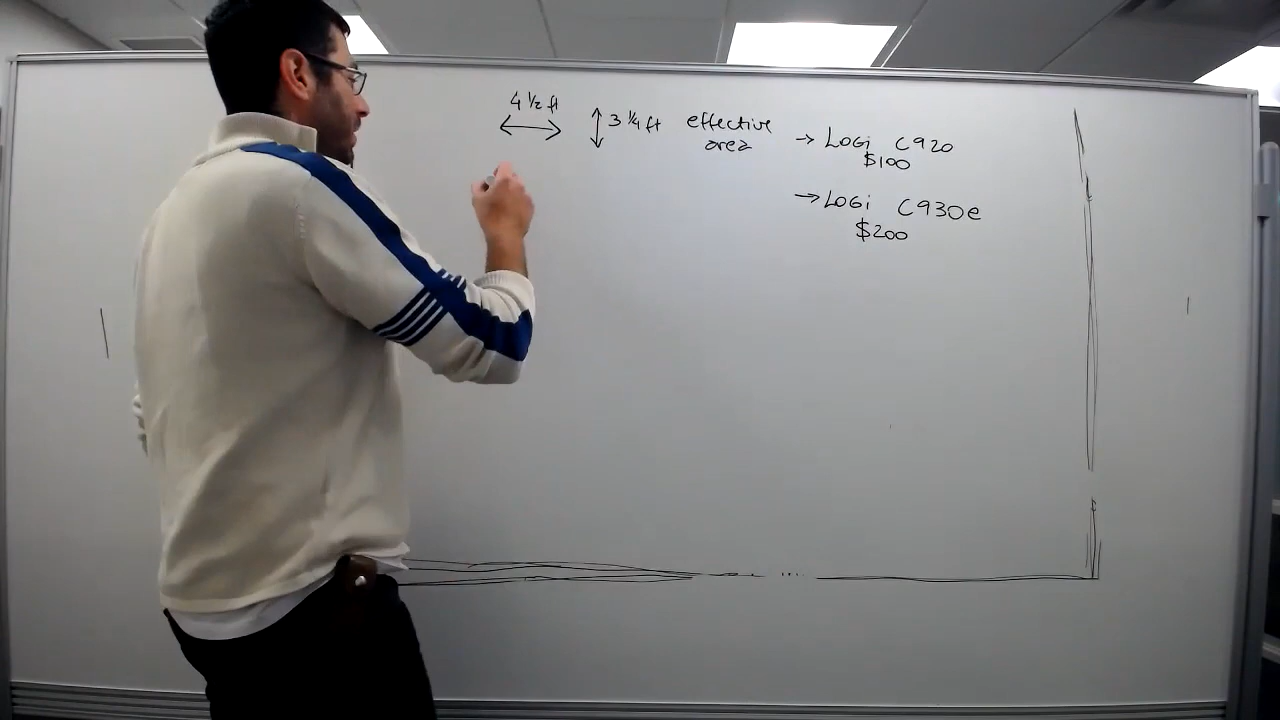 4 ½ ft
3 ¼ ft effective
area
→ LOGi C920
$100
→ LOGi C930e
$200